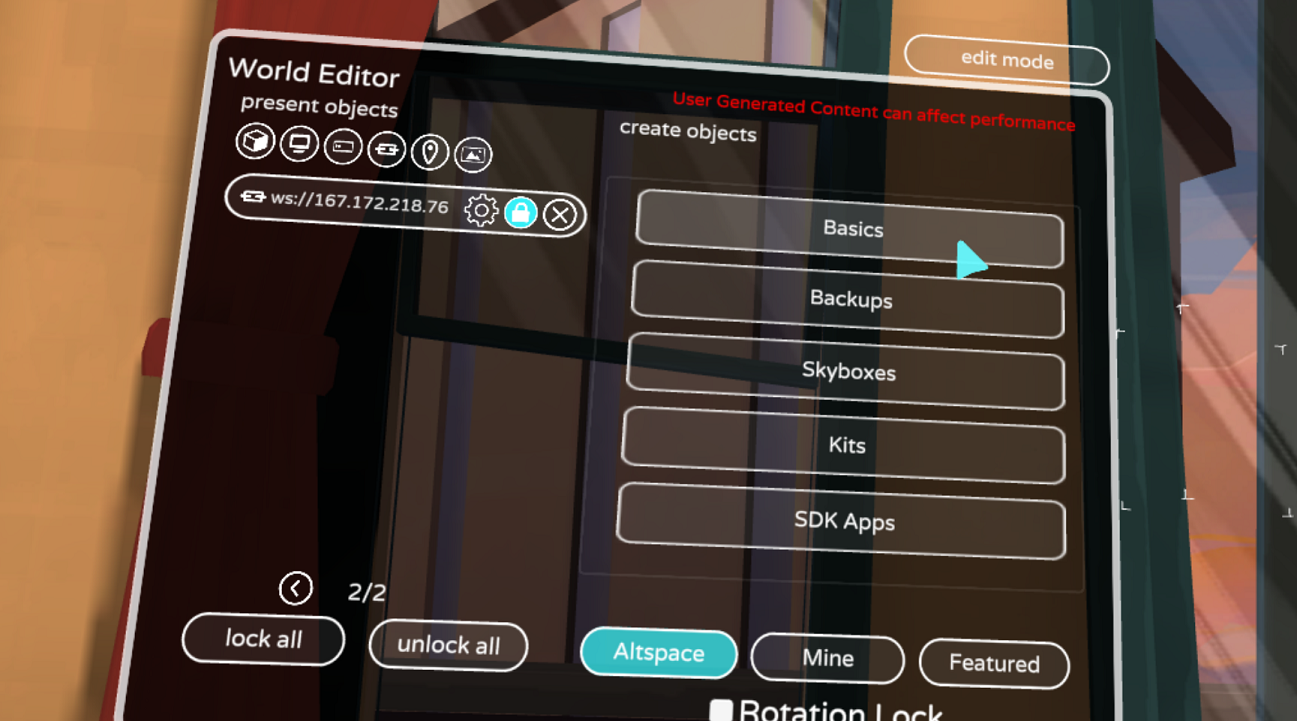 edit mode
World Editor
User Generated Content can affect performance
present objects
create objects
ws://167.172.218.76
Basics
Backups
Skyboxes
Kits
SDK Apps
2/2
lock all
unlock all
Altspace
Mine
Featured
Rotation Lock